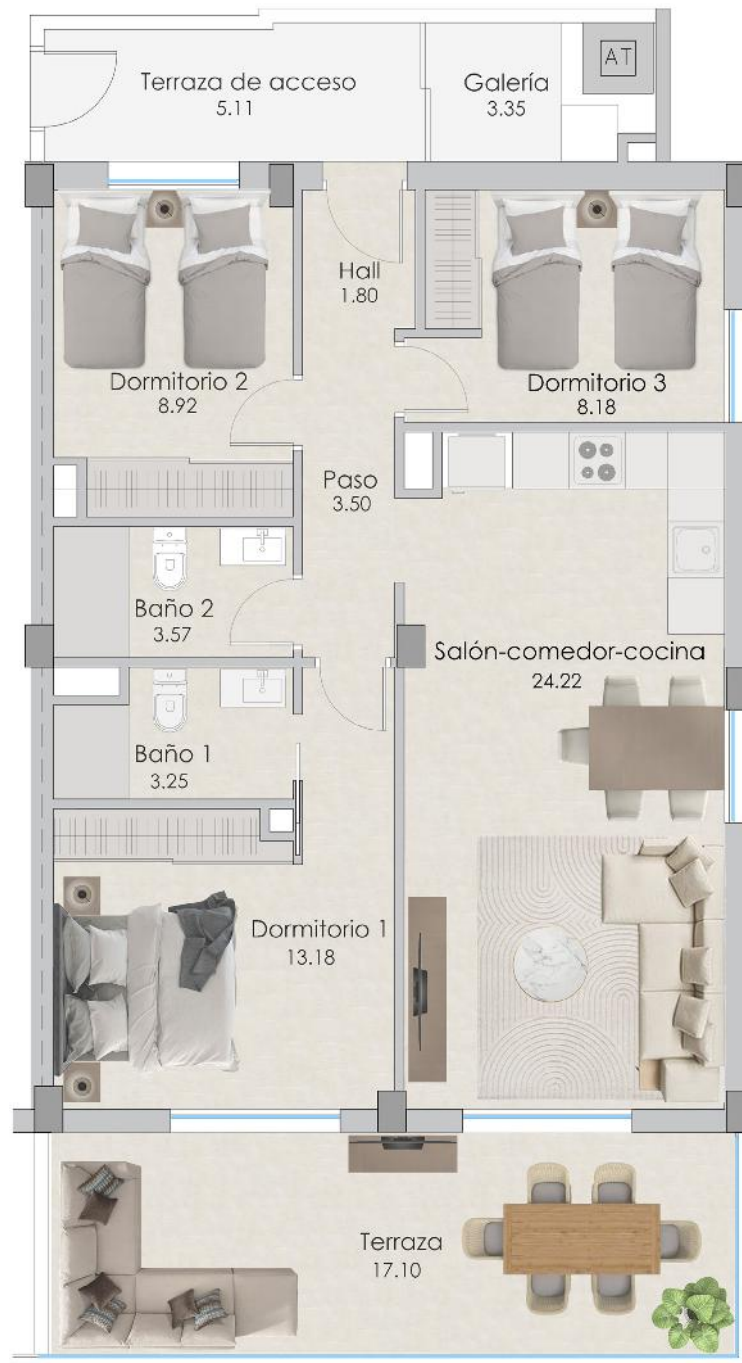 Terraza de acceso
5.11
Galería
3.35
AT
Hall
1.80
Dormitorio 2
8.92
Dormitorio 3
8.18
Paso
3.50
Baño 2
3.57
Salón-comedor-cocina
24.22
Baño 1
3.25
Dormitorio 1
13.18
Terraza
17.10